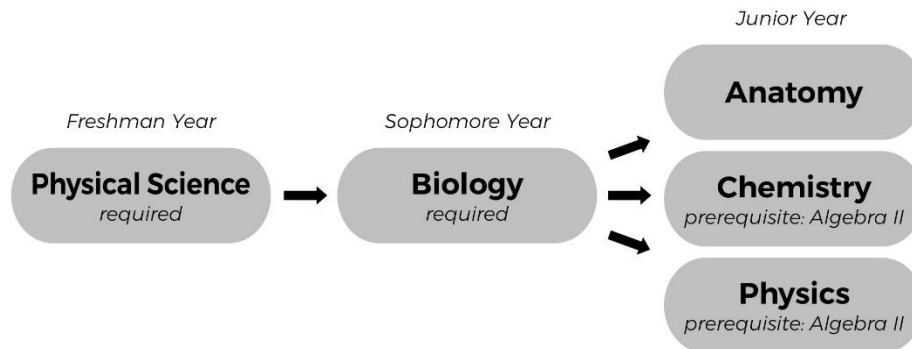 Freshman Year
Physical Science
required
Sophomore Year
Biology
required
Junior Year
Anatomy
Chemistry
prerequisite: Algebra II
Physics
prerequisite: Algebra II